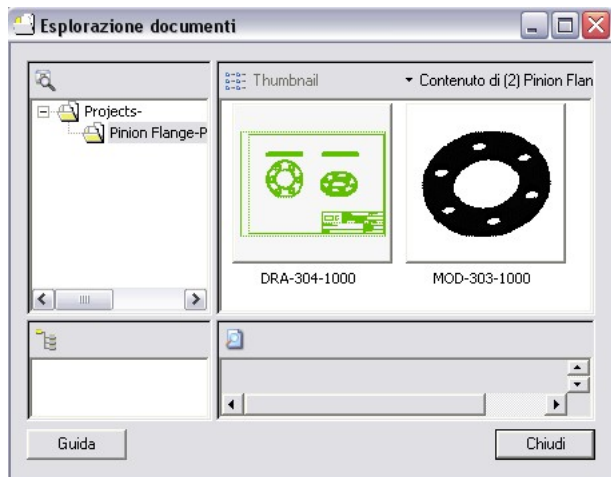 Esplorazione documenti
Thumbnail
Contenuto di (2) Pinion Flan
Projects-
Pinion Flange-P
DRA-304-1000
MOD-303-1000
Guida
Chiudi